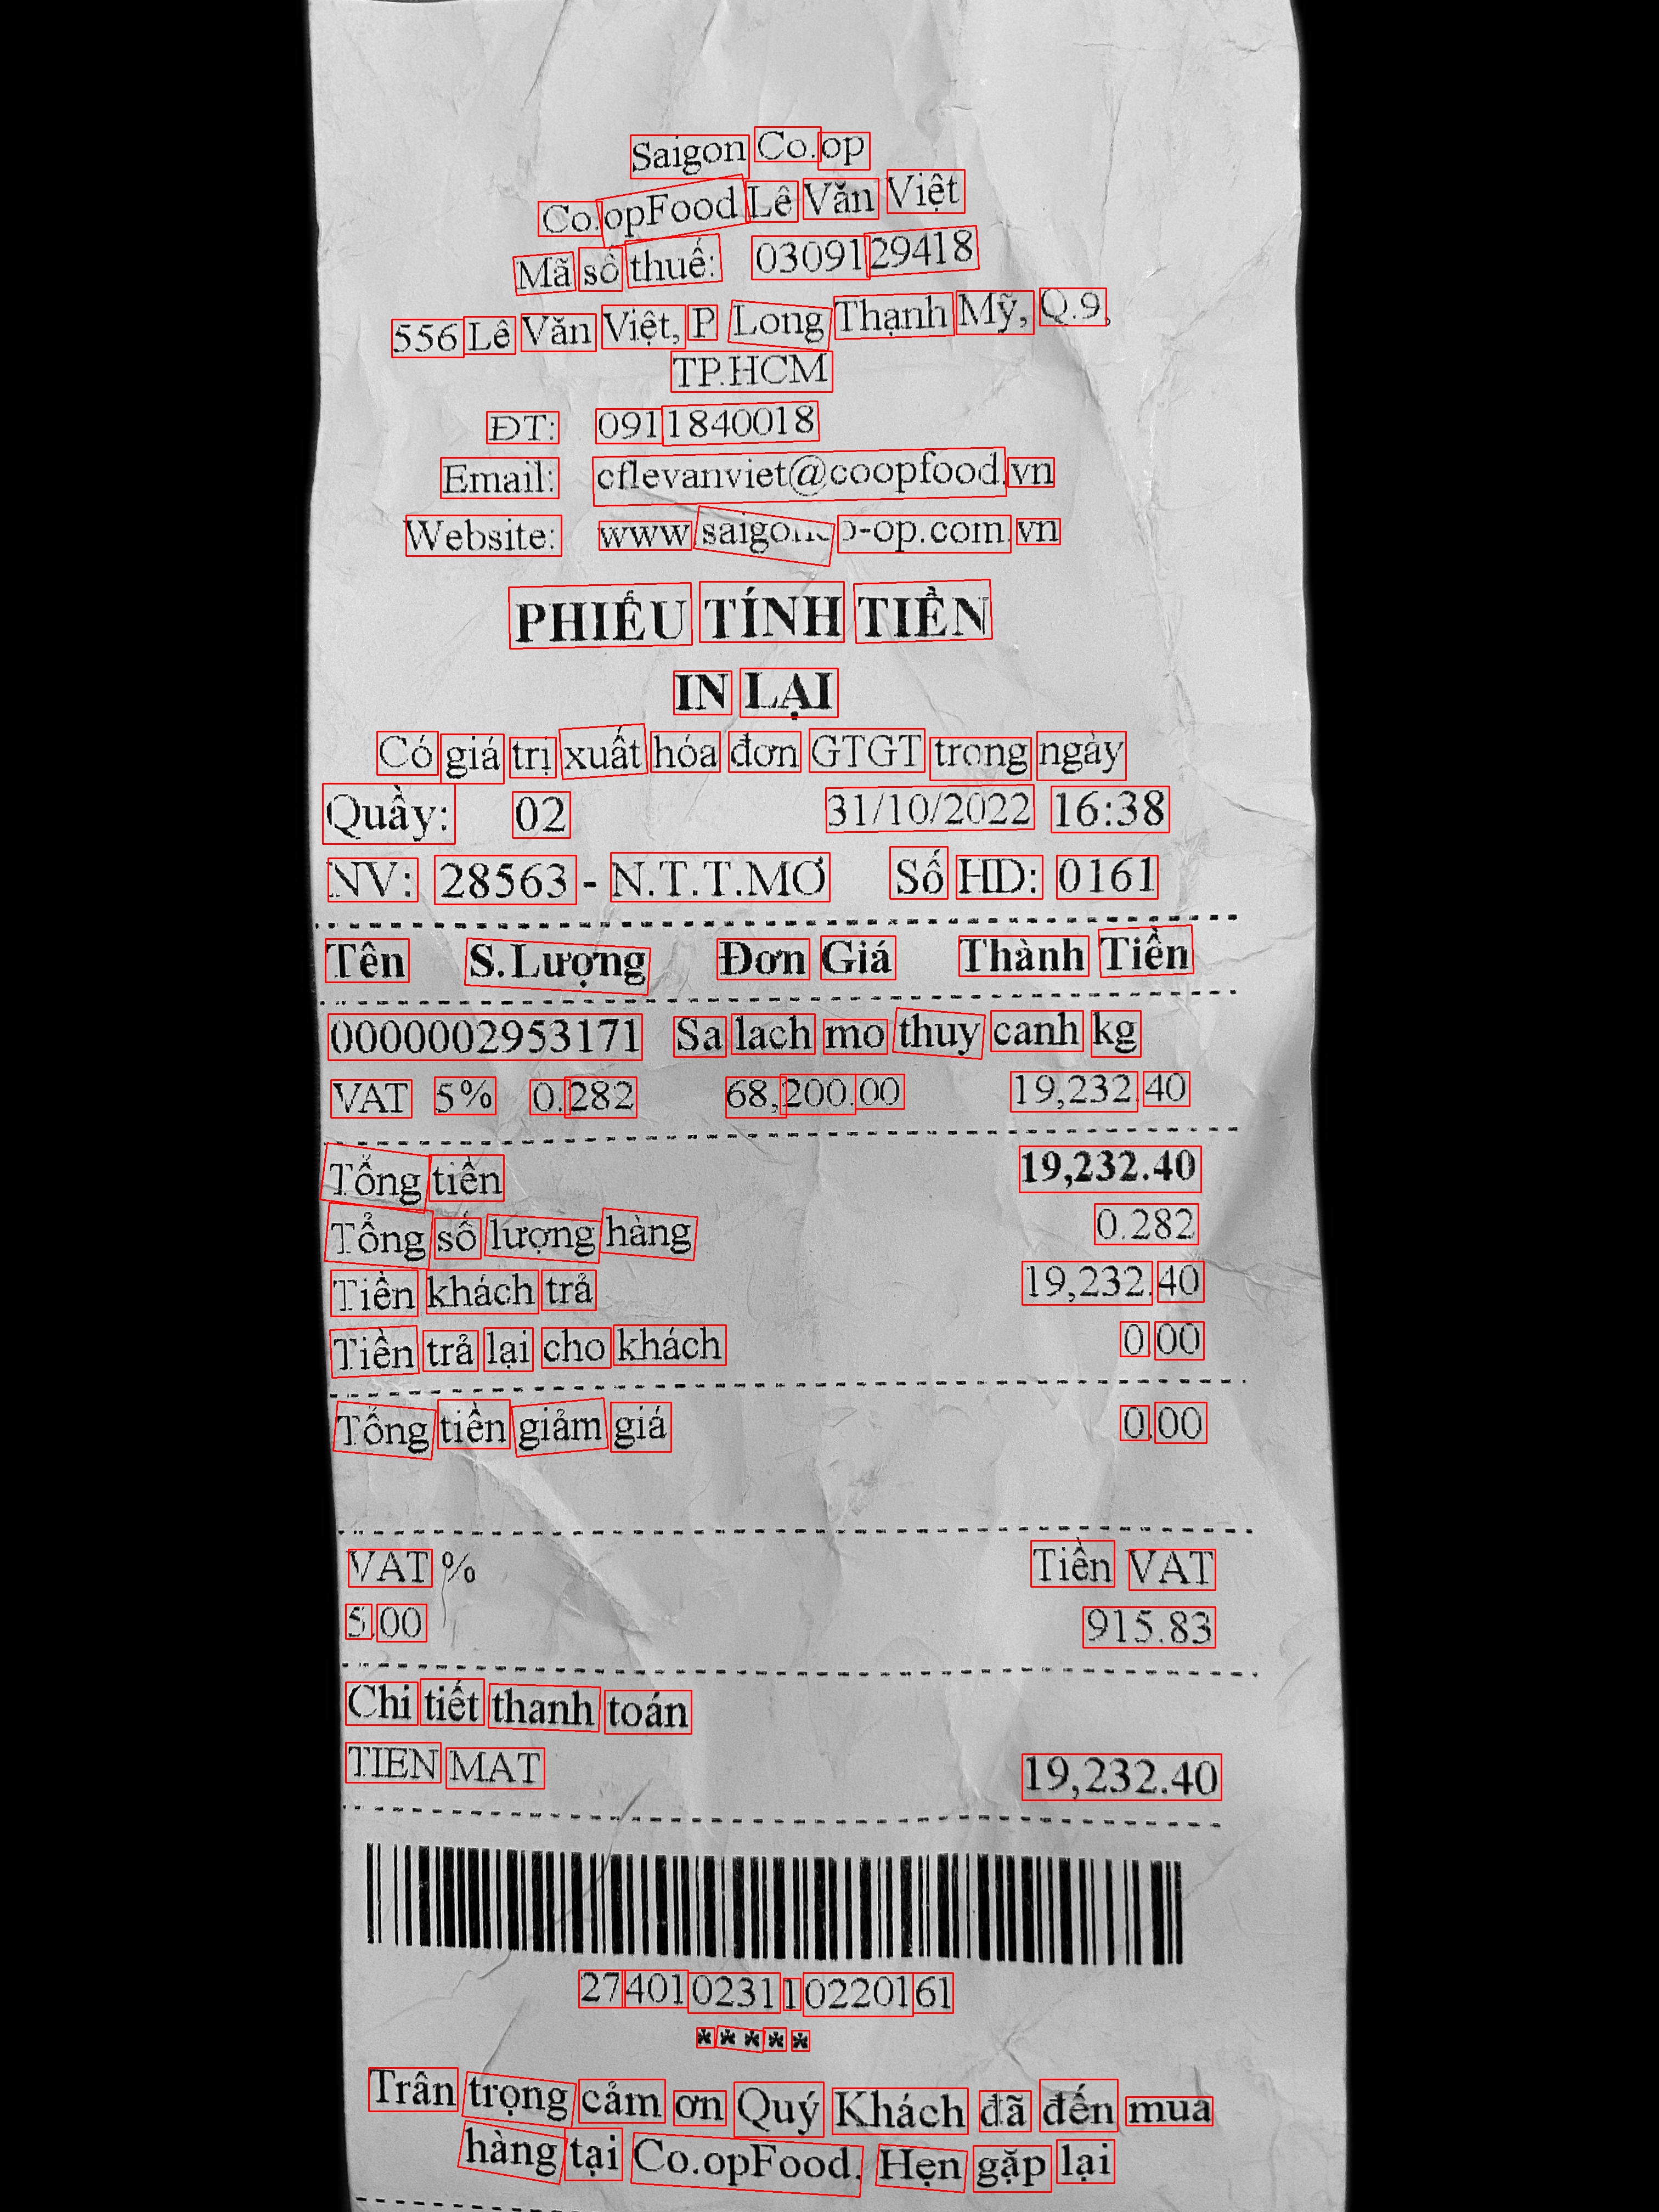 Saigon Co.op
Co.opFood Lê Văn Việt
Mã số thuế: 0309129418
556 Lê Văn Việt, P Long Thạnh Mỹ, Q.9,
TP.HCM
ĐT: 0911840018
Email: cflevanviet@coopfood.vn
Website: www.saigonco-op.com.vn
PHIẾU TÍNH TIỀN
IN LẠI
Có giá trị xuất hóa đơn GTGT trong ngày
Quầy: 02 31/10/2022 16:38
NV: 28563 - N.T.T.MƠ Số HD: 0161
Tên S.Lượng Đơn Giá Thành Tiền
0000002953171 Sa lach mo thuy canh kg
VAT 5% 0.282 68,200.00 19,232.40
Tổng tiền 19,232.40
Tổng số lượng hàng 0.282
Tiền khách trả 19,232.40
Tiền trả lại cho khách 0.00
Tổng tiền giảm giá 0.00
VAT % Tiền VAT
5.00 915.83
Chi tiết thanh toán
TIEN MAT 19,232.40
27401023110220161
*****
Trân trọng cảm ơn Quý Khách đã đến mua
hàng tại Co.opFood. Hẹn gặp lại